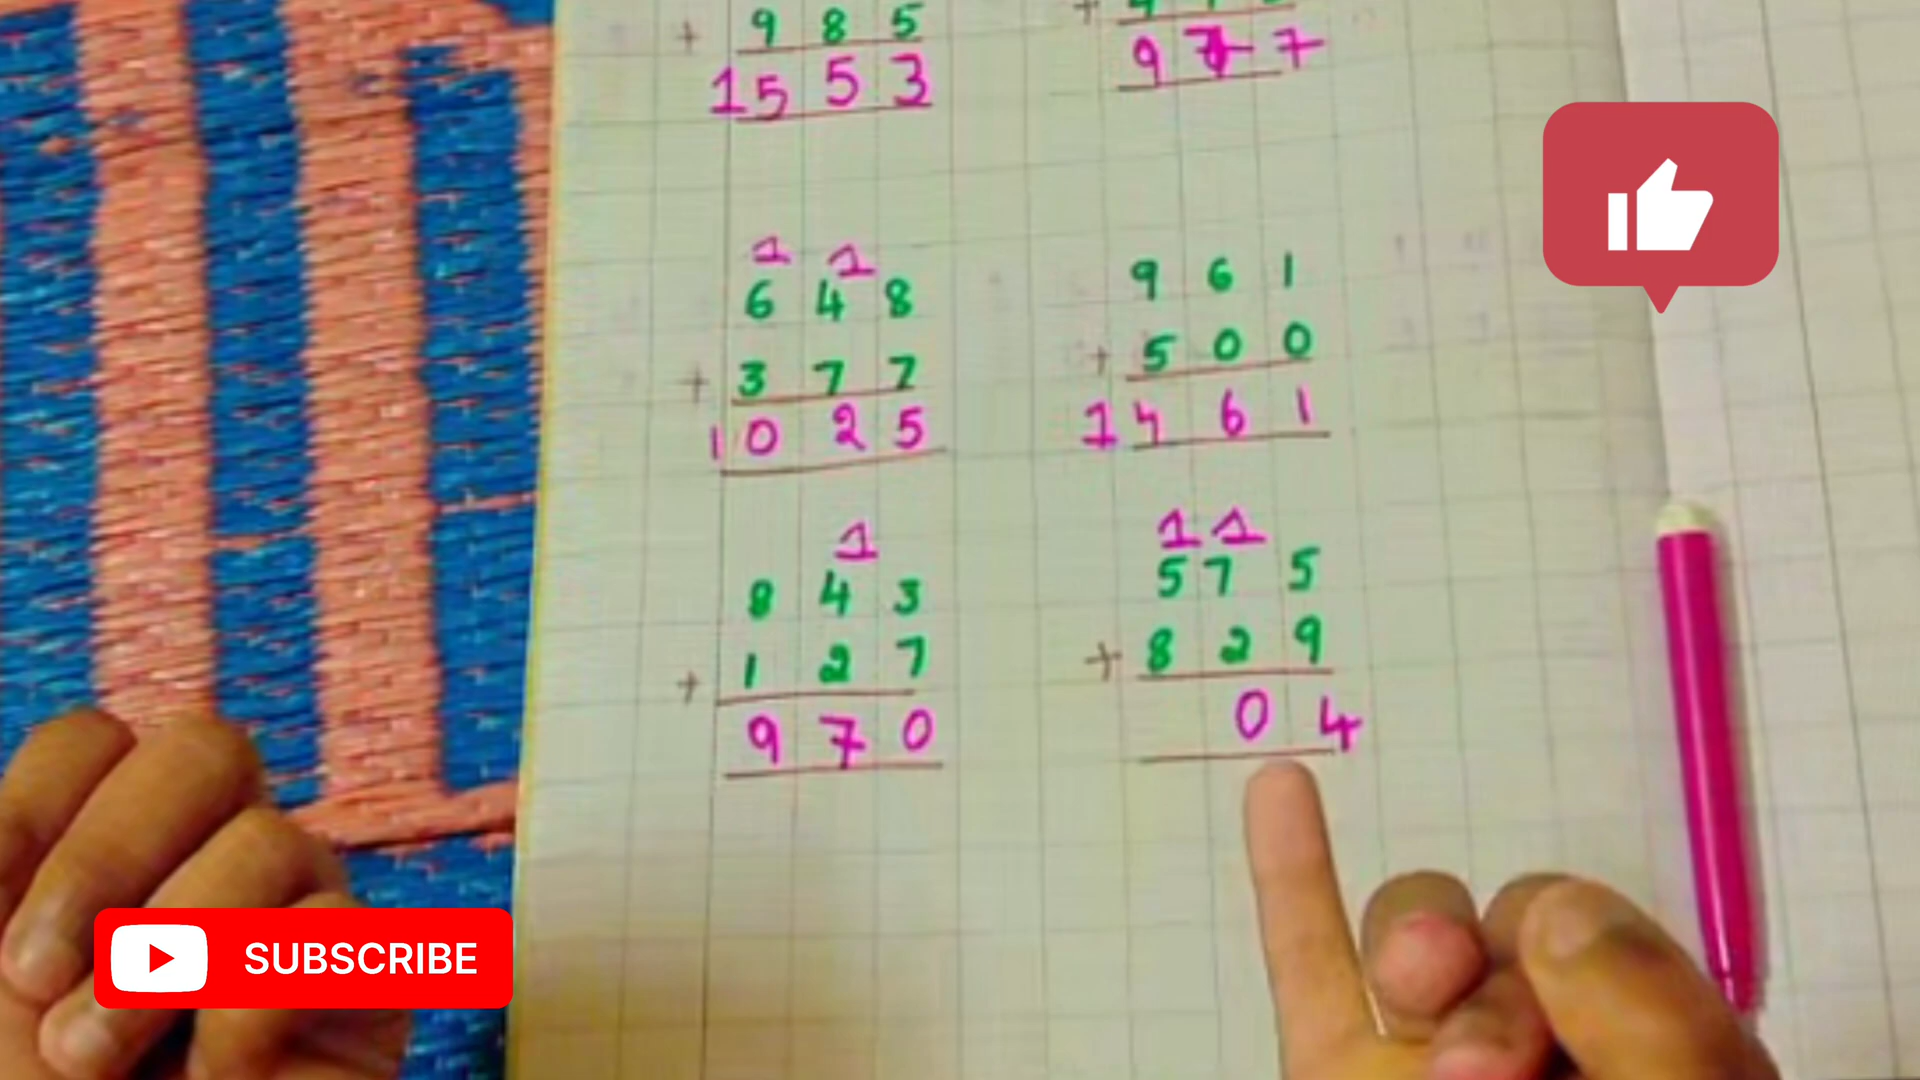 + 9 8 5
1 5 5 3
+
9 7 7
1 1
6 4 8
+ 3 7 7
1 0 2 5
9 6 1
+ 5 0 0
1 4 6 1
1
8 4 3
+ 1 2 7
9 7 0
1 1
5 7 5
+ 8 2 9
0 4
SUBSCRIBE